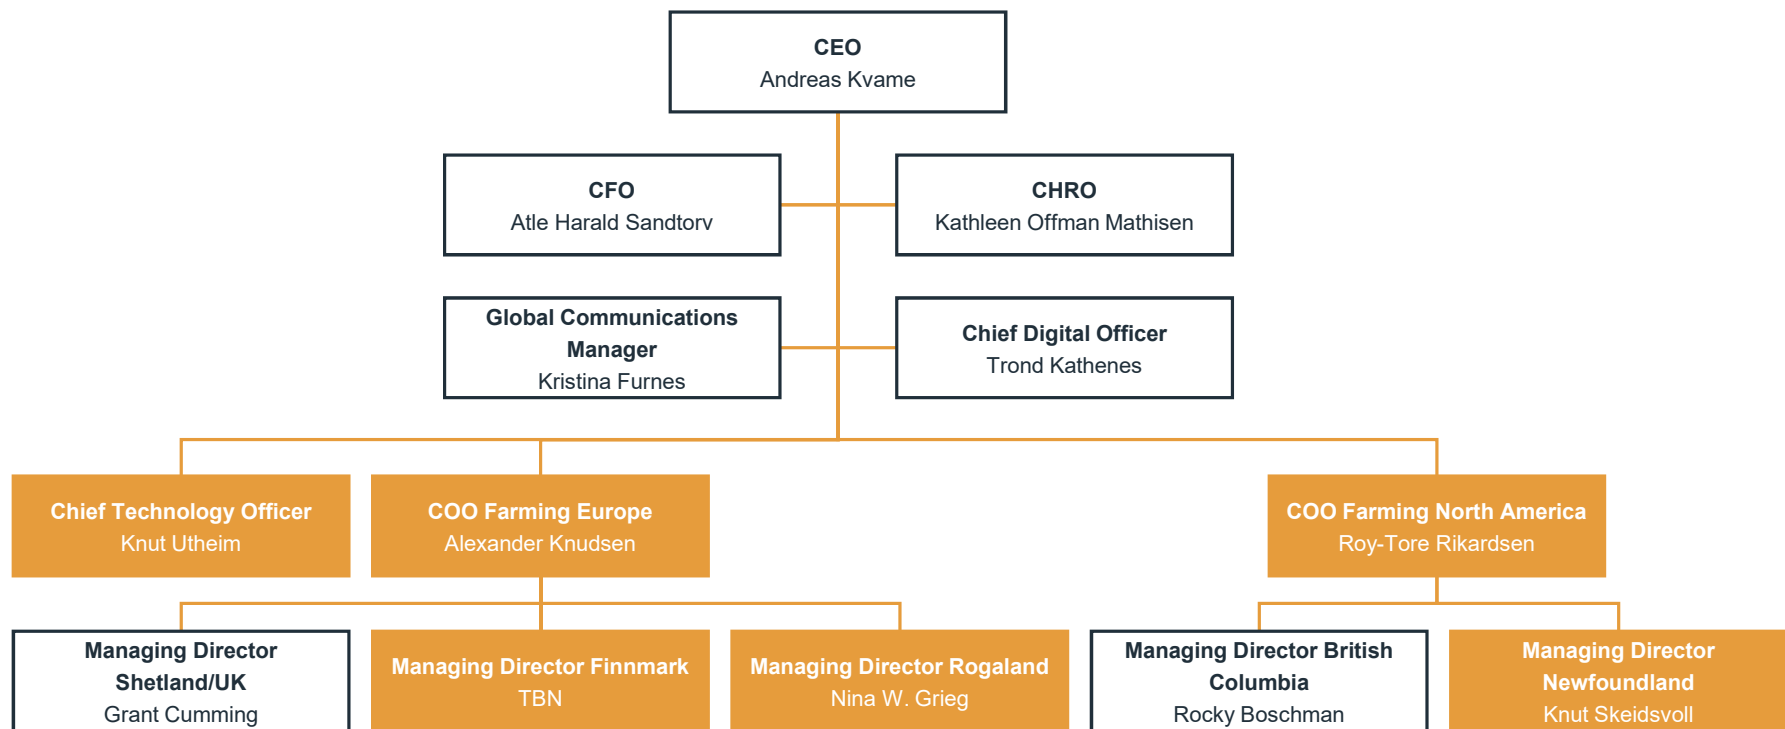 CEO
Andreas Kvame
CFO
Atle Harald Sandtorv
CHRO
Kathleen Offman Mathisen
Global Communications
Manager
Kristina Furnes
Chief Digital Officer
Trond Kathenes
Chief Technology Officer
Knut Utheim
COO Farming Europe
Alexander Knudsen
COO Farming North America
Roy-Tore Rikardsen
Managing Director
Shetland/UK
Grant Cumming
Managing Director Finnmark
TBN
Managing Director Rogaland
Nina W. Grieg
Managing Director British
Columbia
Rocky Boschman
Managing Director
Newfoundland
Knut Skeidsvoll